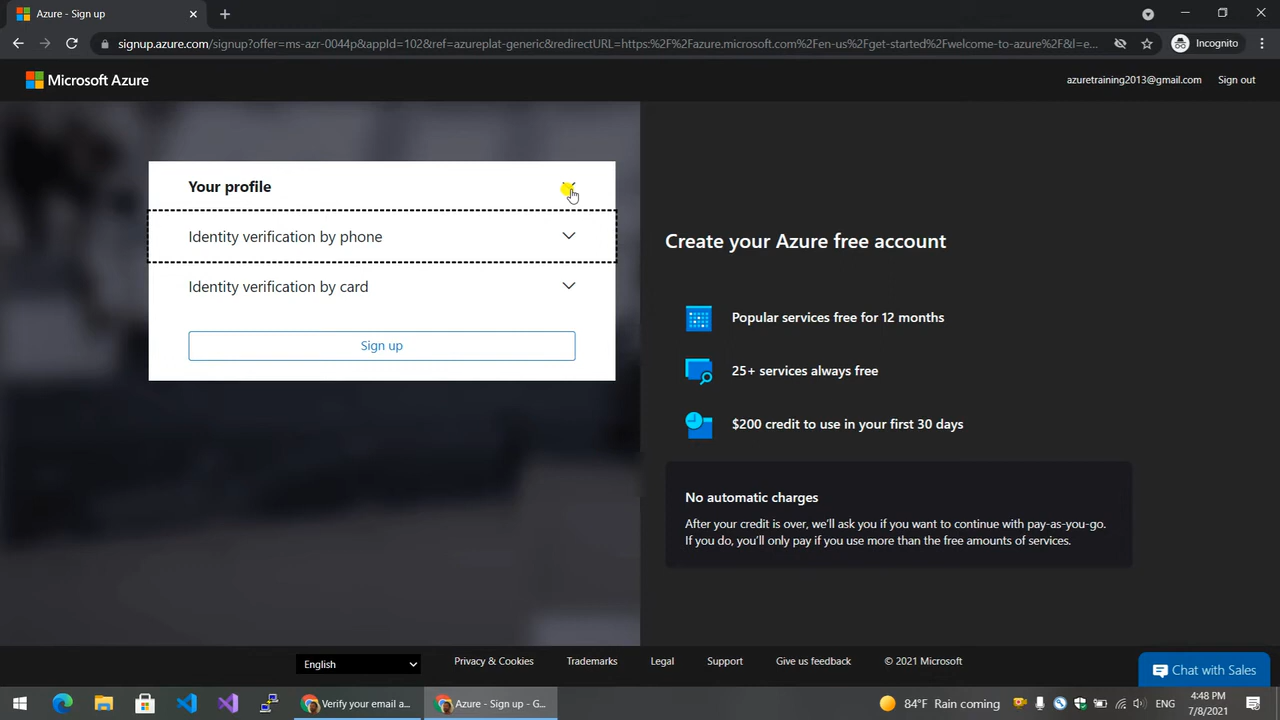 Azure - Sign up
signup.azure.com/signup?offer=ms-azr-0044p&appId=102&ref=azureplat-generic&redirectURL=https:%2F%2Fazure.microsoft.com%2Fen-us%2Fget-started%2Fwelcome-to-azure%2F&l=e...
Incognito
Microsoft Azure
azuretraining2013@gmail.com
Sign out
Your profile
Identity verification by phone
Identity verification by card
Sign up
Create your Azure free account
Popular services free for 12 months
25+ services always free
$200 credit to use in your first 30 days
No automatic charges
After your credit is over, we'll ask you if you want to continue with pay-as-you-go.
If you do, you'll only pay if you use more than the free amounts of services.
English
Privacy & Cookies
Trademarks
Legal
Support
Give us feedback
© 2021 Microsoft
Chat with Sales
Verify your email a...
Azure - Sign up - G...
84°F Rain coming
ENG
4:48 PM
7/8/2021